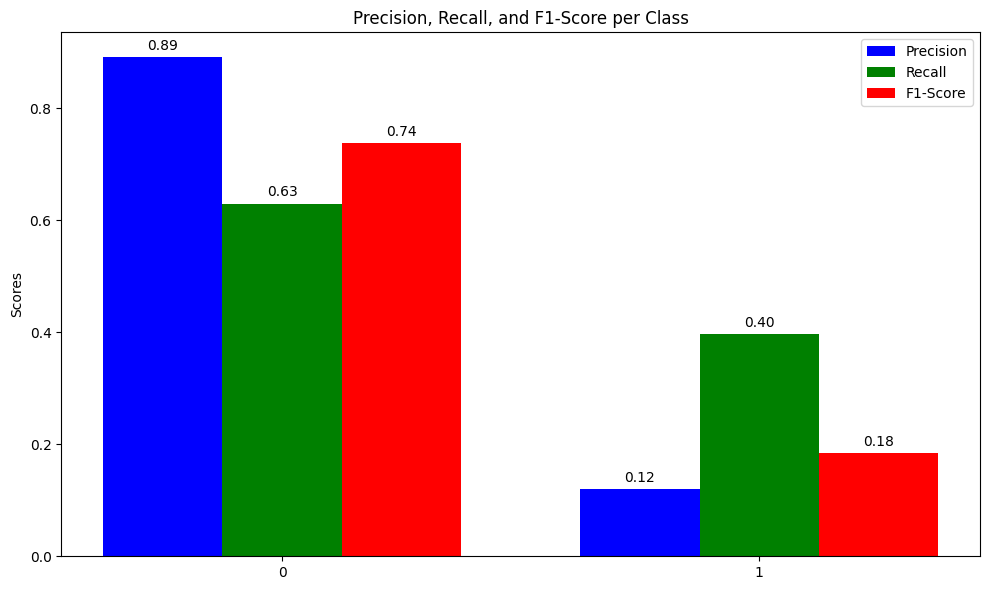 Precision, Recall, and F1-Score per Class
Precision
Recall
F1-Score
Scores
0.8
0.6
0.4
0.2
0.0
0.89
0.63
0.74
0.12
0.40
0.18
0
1